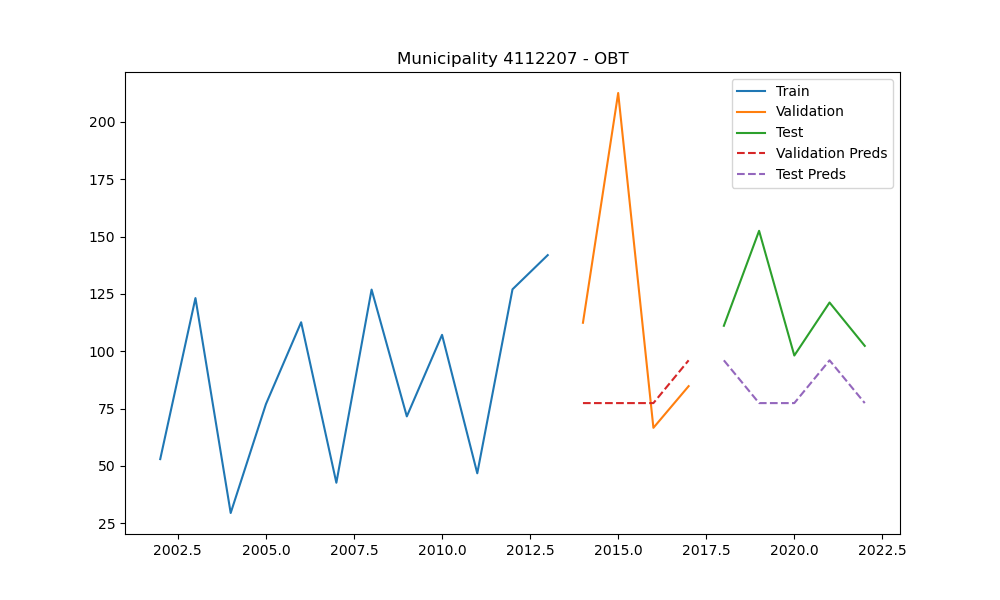 Municipality 4112207 - OBT
Train
Validation
Test
Validation Preds
Test Preds
200
175
150
125
100
75
50
25
2002.5 2005.0 2007.5 2010.0 2012.5 2015.0 2017.5 2020.0 2022.5